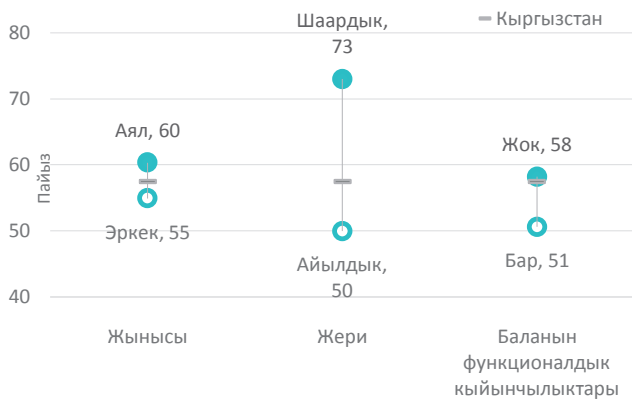 Кыргызстан
80
70
60
50
40
Пайыз
Аял, 60
Эркек, 55
Шаардык,
73
Айылдык,
50
Жок, 58
Бар, 51
Жынысы
Жери
Баланын
функционалдык
кыйынчылыктары